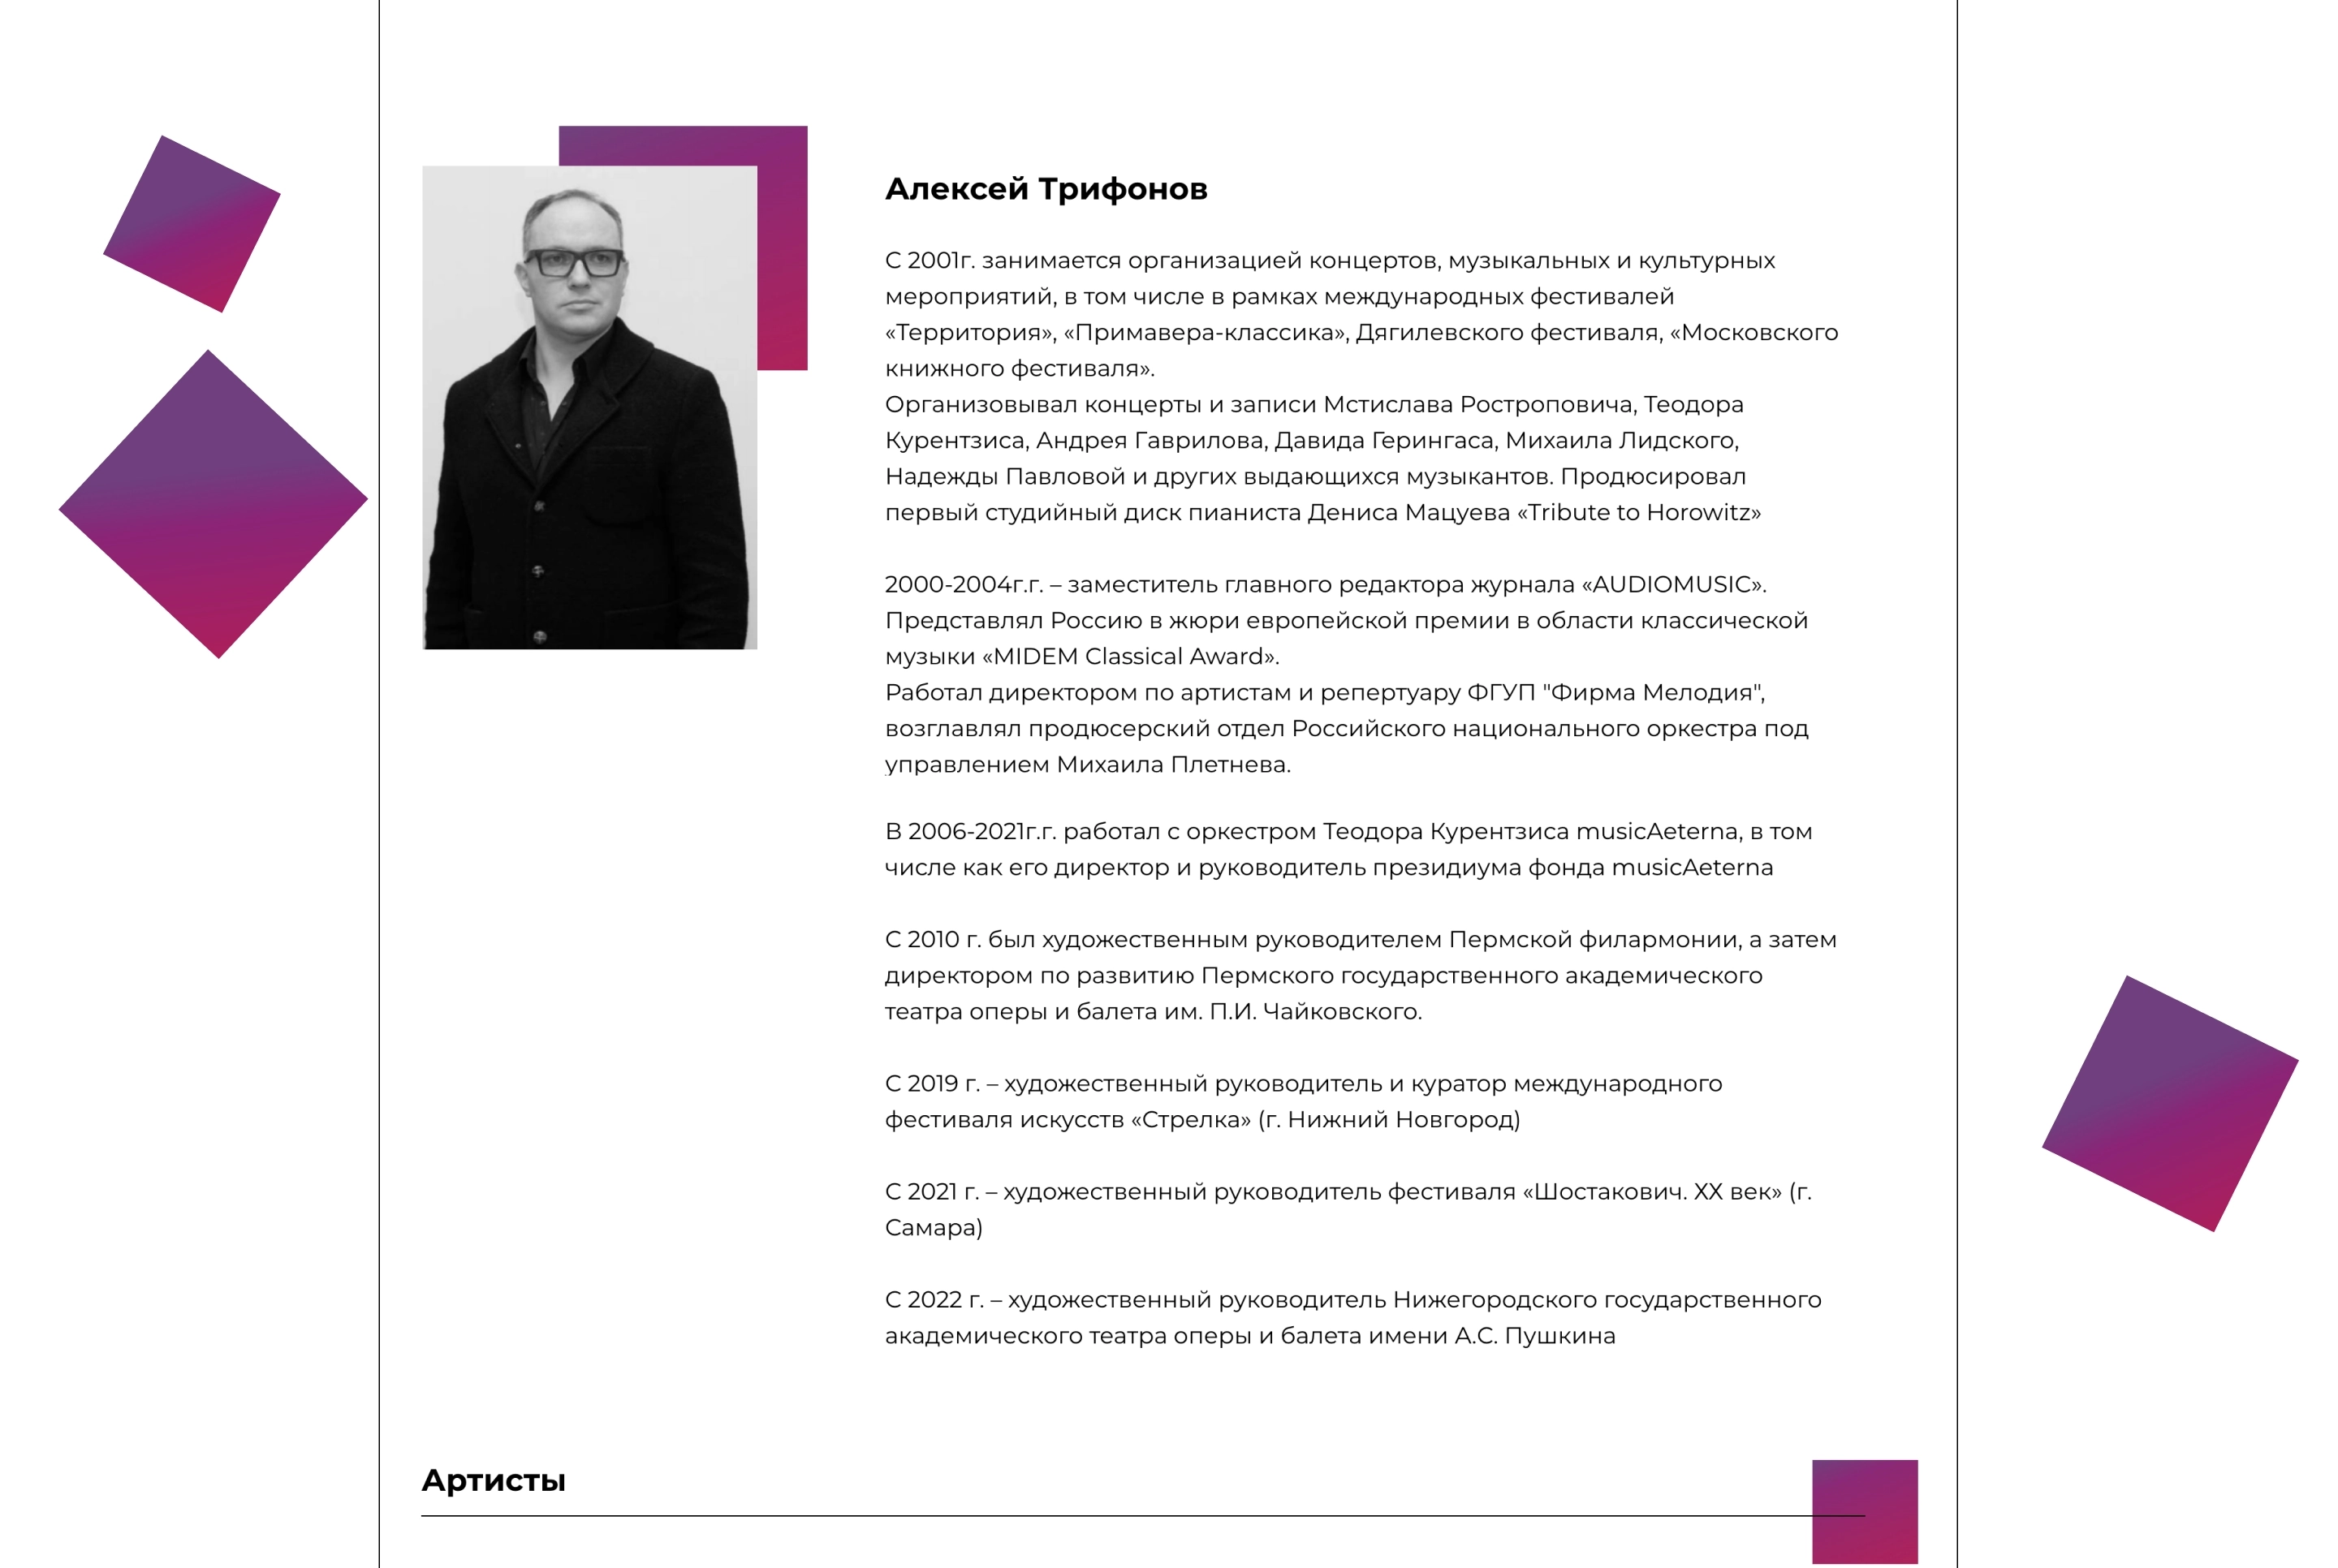 Алексей Трифонов
С 2001г. занимается организацией концертов, музыкальных и культурных
мероприятий, в том числе в рамках международных фестивалей
«Территория», «Примавера-классика», Дягилевского фестиваля, «Московского
книжного фестиваля».
Организовывал концерты и записи Мстислава Ростроповича, Теодора
Курентзиса, Андрея Гаврилова, Давида Герингаса, Михаила Лидского,
Надежды Павловой и других выдающихся музыкантов. Продюсировал
первый студийный диск пианиста Дениса Мацуева «Tribute to Horowitz»
2000-2004г.г. – заместитель главного редактора журнала «AUDIOMUSIC».
Представлял Россию в жюри европейской премии в области классической
музыки «MIDEM Classical Award».
Работал директором по артистам и репертуару ФГУП "Фирма Мелодия",
возглавлял продюсерский отдел Российского национального оркестра под
управлением Михаила Плетнева.
В 2006-2021г.г. работал с оркестром Теодора Курентзиса musicAeterna, в том
числе как его директор и руководитель президиума фонда musicAeterna
С 2010 г. был художественным руководителем Пермской филармонии, а затем
директором по развитию Пермского государственного академического
театра оперы и балета им. П.И. Чайковского.
С 2019 г. – художественный руководитель и куратор международного
фестиваля искусств «Стрелка» (г. Нижний Новгород)
С 2021 г. – художественный руководитель фестиваля «Шостакович. XX век» (г.
Самара)
С 2022 г. – художественный руководитель Нижегородского государственного
академического театра оперы и балета имени А.С. Пушкина
Артисты